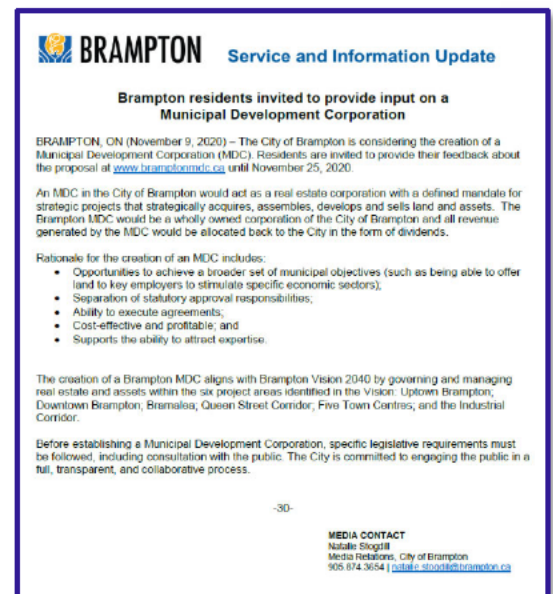 BRAMPTON Service and Information Update
Brampton residents invited to provide input on a
Municipal Development Corporation
BRAMPTON, ON (November 9, 2020) – The City of Brampton is considering the creation of a
Municipal Development Corporation (MDC). Residents are invited to provide their feedback about
the proposal at www.bramptonmdc.ca until November 25, 2020.
An MDC in the City of Brampton would act as a real estate corporation with a defined mandate for
strategic projects that strategically acquires, assembles, develops and sells land and assets. The
Brampton MDC would be a wholly owned corporation of the City of Brampton and all revenue
generated by the MDC would be allocated back to the City in the form of dividends.
Rationale for the creation of an MDC includes:
• Opportunities to achieve a broader set of municipal objectives (such as being able to offer
land to key employers to stimulate specific economic sectors);
• Separation of statutory approval responsibilities;
• Ability to execute agreements;
• Cost-effective and profitable; and
• Supports the ability to attract expertise.
The creation of a Brampton MDC aligns with Brampton Vision 2040 by governing and managing
real estate and assets within the six project areas identified in the Vision: Uptown Brampton;
Downtown Brampton; Bramalea; Queen Street Corridor; Five Town Centres; and the Industrial
Corridor.
Before establishing a Municipal Development Corporation, specific legislative requirements must
be followed, including consultation with the public. The City is committed to engaging the public in a
full, transparent, and collaborative process.
-30-
MEDIA CONTACT
Natalie Stogdill
Media Relations, City of Brampton
905.874.3654 | natalie.stogdill@brampton.ca